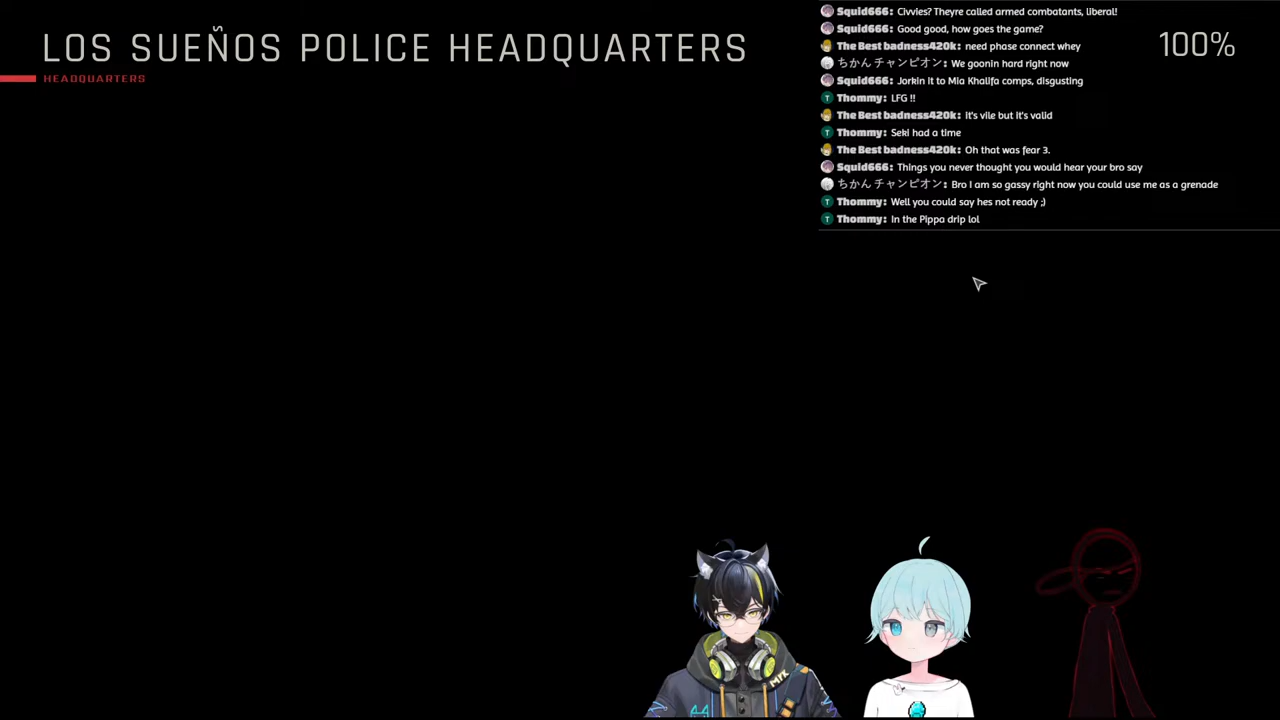 LOS SUEÑOS POLICE HEADQUARTERS
HEADQUARTERS
100%
Squid666: Civvies? Theyre called armed combatants, liberal!
Squid666: Good good, how goes the game?
The Best badness420k: need phase connect whey
ちかん チャンピオン: We goonin hard right now
Squid666: Jorkin it to Mia Khalifa comps, disgusting
T Thommy: LFG !!
The Best badness420k: It's vile but it's valid
T Thommy: Seki had a time
The Best badness420k: Oh that was fear 3.
Squid666: Things you never thought you would hear your bro say
ちかん チャンピオン: Bro I am so gassy right now you could use me as a grenade
T Thommy: Well you could say hes not ready ;)
T Thommy: In the Pippa drip lol